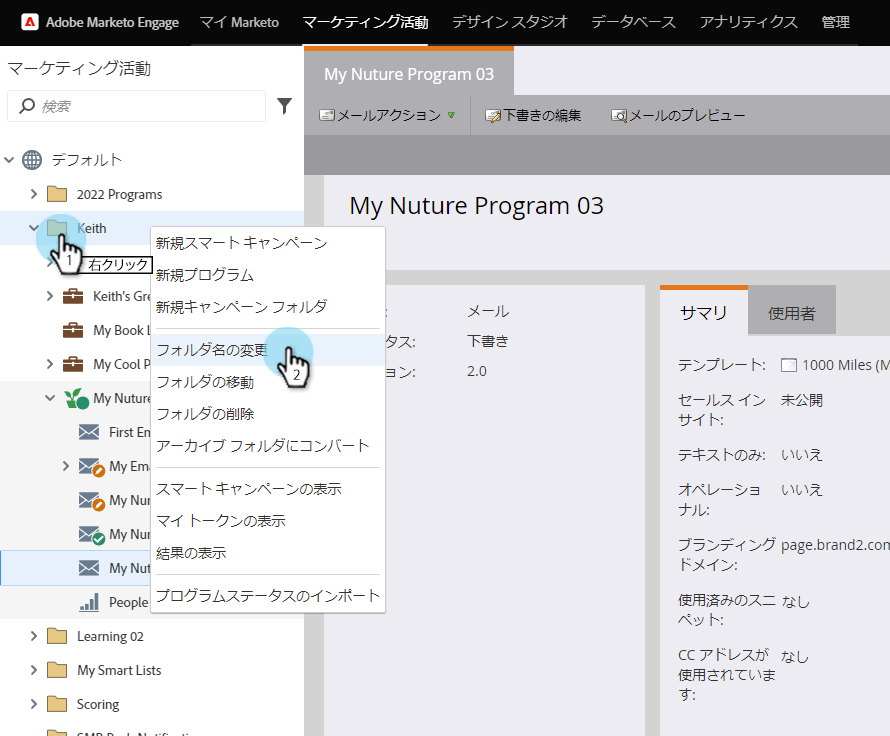 Adobe Marketo Engage マイ Marketo マーケティング活動 デザイン スタジオ データベース アナリティクス 管理
マーケティング活動
検索
デフォルト
2022 Programs
Keith
右クリック
Keith's Gre
My Book
My Cool P
My Nuture
First En
My Ema
My Nur
My Nur
My Nut
People
Learning 02
My Smart Lists
Scoring
新規スマート キャンペーン
新規プログラム
新規キャンペーン フォルダ
フォルダ名の変更
フォルダの移動
フォルダの削除
アーカイブ フォルダにコンバート
スマート キャンペーンの表示
マイ トークンの表示
結果の表示
プログラムステータスのインポート
1
2
My Nuture Program 03
メールアクション 下書きの編集 メールのプレビュー
My Nuture Program 03
メール
タス: 下書き
ョン: 2.0
サマリ 使用者
テンプレート: 1000 Miles (M
セールス イン 未公開
サイト:
テキストのみ: いいえ
オペレーショ いいえ
ナル:
ブランディング page.brand2.com
ドメイン:
使用済みのスニ なし
ペット:
CC アドレスが なし
使用されていま
す: